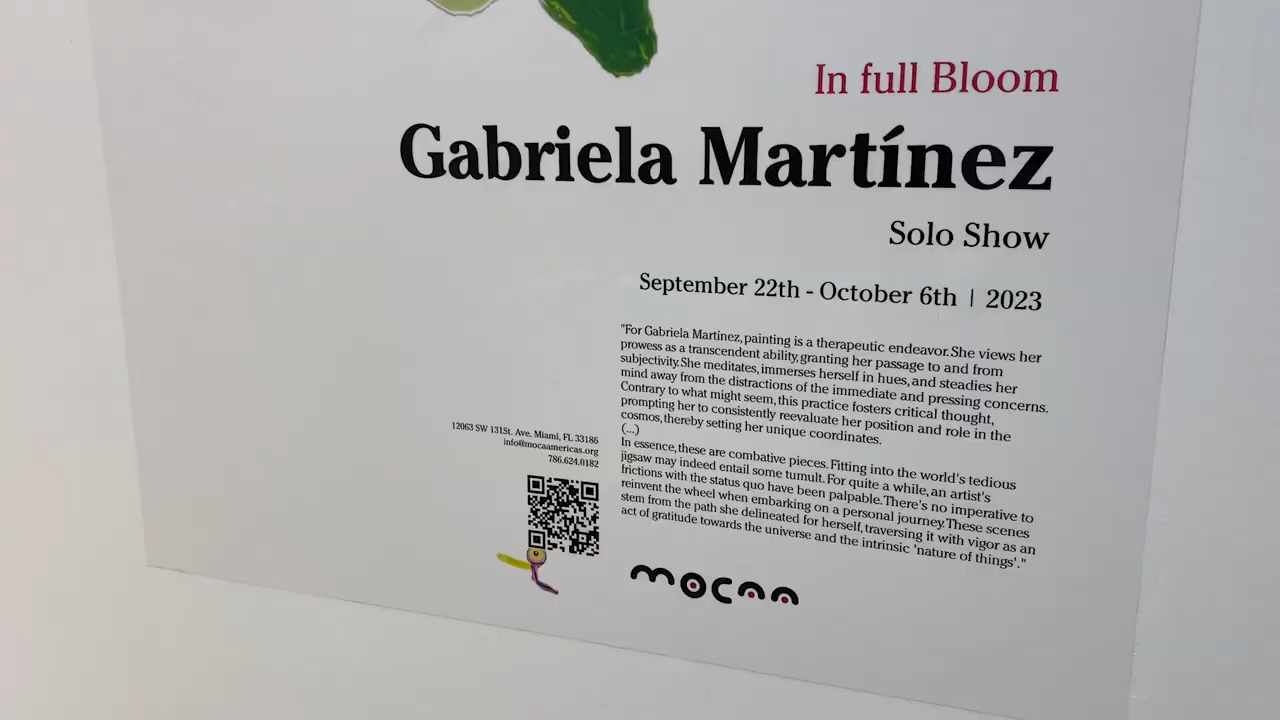 In full Bloom
Gabriela Martínez
Solo Show
September 22th - October 6th | 2023
"For Gabriela Martínez, painting is a therapeutic endeavor. She views her
prowess as a transcendent ability, granting her passage to and from
subjectivity. She meditates, immerses herself in hues, and steadies her
mind away from the distractions of the immediate and pressing concerns.
Contrary to what might seem, this practice fosters critical thought,
prompting her to consistently reevaluate her position and role in the
cosmos, thereby setting her unique coordinates.
(...)
In essence, these are combative pieces. Fitting into the world's tedious
jigsaw may indeed entail some tumult. For quite a while, an artist's
frictions with the status quo have been palpable. There's no imperative to
reinvent the wheel when embarking on a personal journey. These scenes
stem from the path she delineated for herself, traversing it with vigor as an
act of gratitude towards the universe and the intrinsic 'nature of things'."
12063 SW 131St. Ave, Miami, FL 33186
info@mocaamericas.org
786.624.0182
mocaa